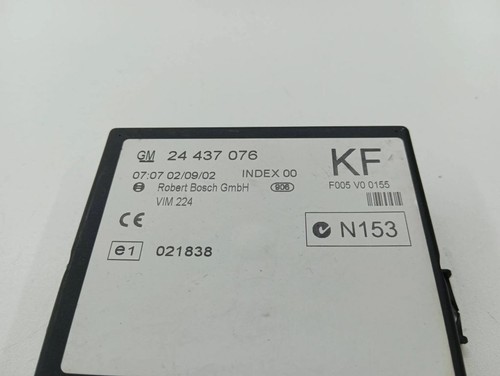 GM 24 437 076
KF
07:07 02/09/02 INDEX 00
Robert Bosch GmbH 906
F005 V0 0155
VIM 224
CE
N153
e1 021838